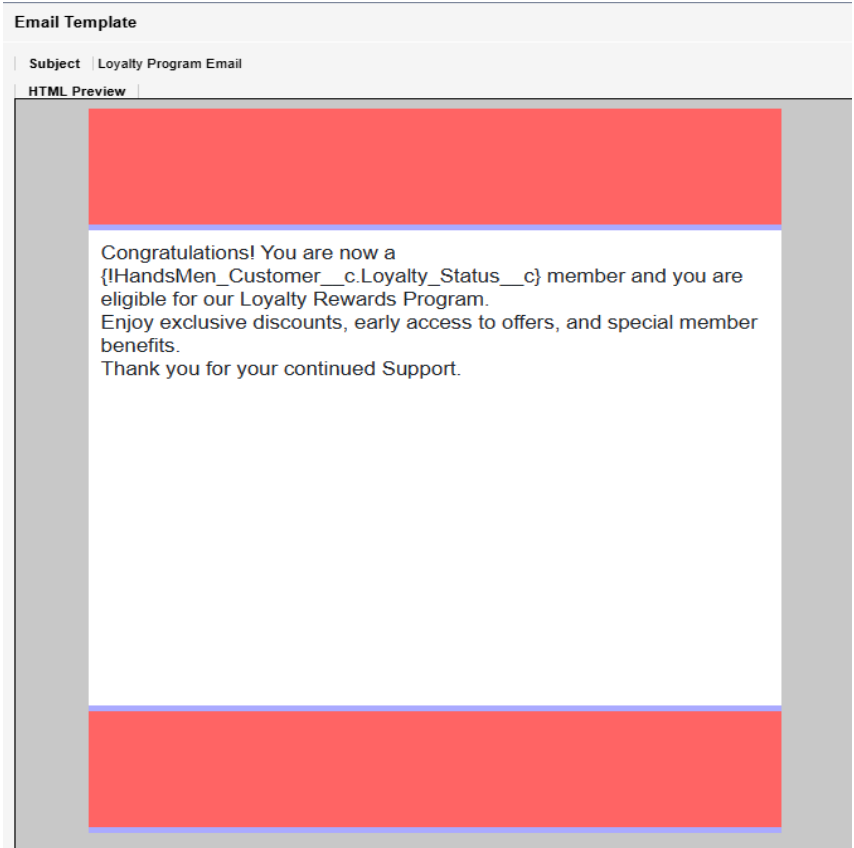 Email Template
Subject Loyalty Program Email
HTML Preview
Congratulations! You are now a
{!HandsMen_Customer__c.Loyalty_Status__c} member and you are
eligible for our Loyalty Rewards Program.
Enjoy exclusive discounts, early access to offers, and special member
benefits.
Thank you for your continued Support.